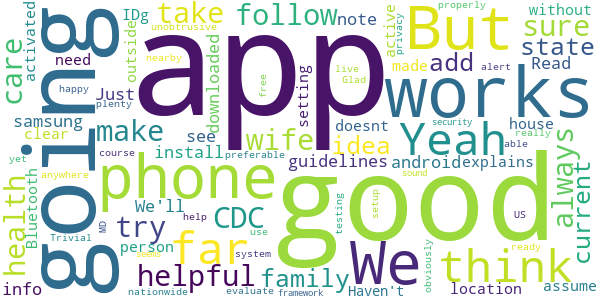 app
good
going
works
But
We
phone
think
Yeah
far
helpful
wife
CDC
family
try
make
take
follow
sure
state
always
current
health
care
add
idea
Just
IDg
note
without
outside
downloaded
setting
active
activated
need
samsung
clear
info
Bluetooth
install
see
We'll
person
guidelines
android
explains
doesnt
house
made
Read
location
assume
Haven't
unobtrusive
nearby
free
live
Glad
privacy
alert
properly
happy
plenty
security
really
able
yet
anywhere
course
preferable
Trivial
MD
help
use
system
seems
nationwide
evaluate
framework
testing
sound
setup
obviously
US
ready